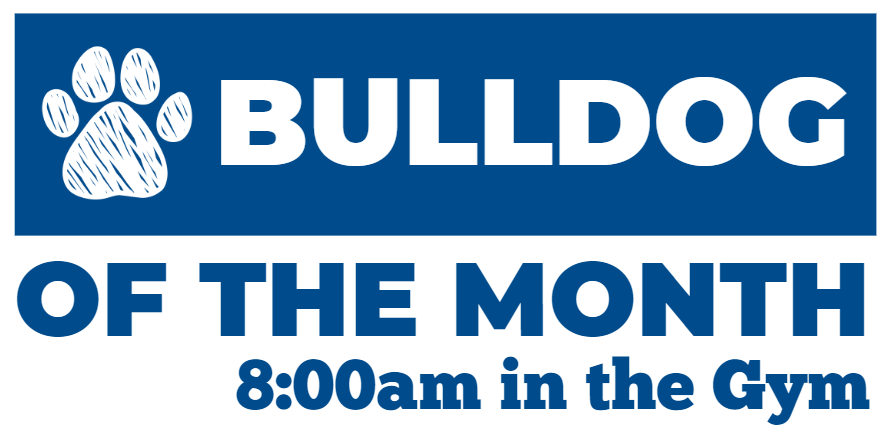 BULLDOG
OF THE MONTH
8:00am in the Gym